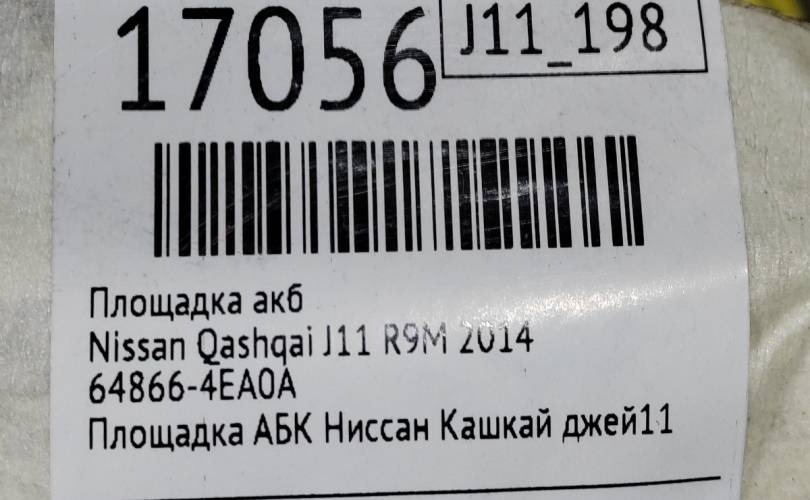 17056
J11_198
Площадка акб
Nissan Qashqai J11 R9M 2014
64866-4EA0A
Площадка АБК Ниссан Кашкай джей11